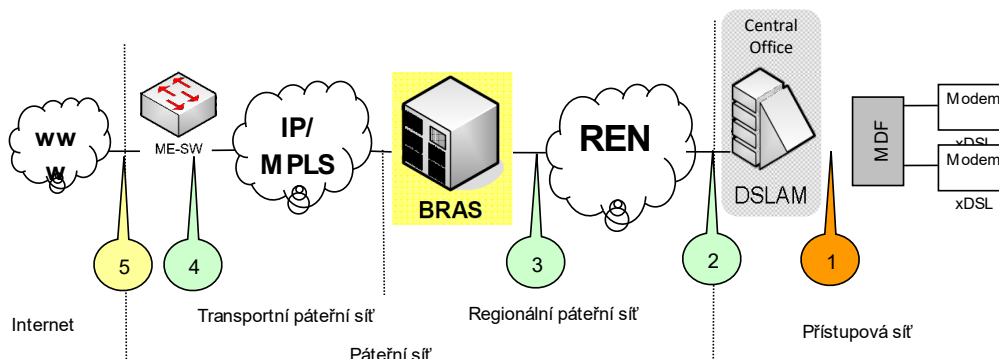 Central
Office
ww
w
ME-SW
IP/
MPLS
BRAS
REN
DSLAM
MDF
Modem
xDSL
Modem
xDSL
5
4
3
2
1
Internet
Transportní páteřní síť
Regionální páteřní síť
Přístupová síť
Páteřní síť